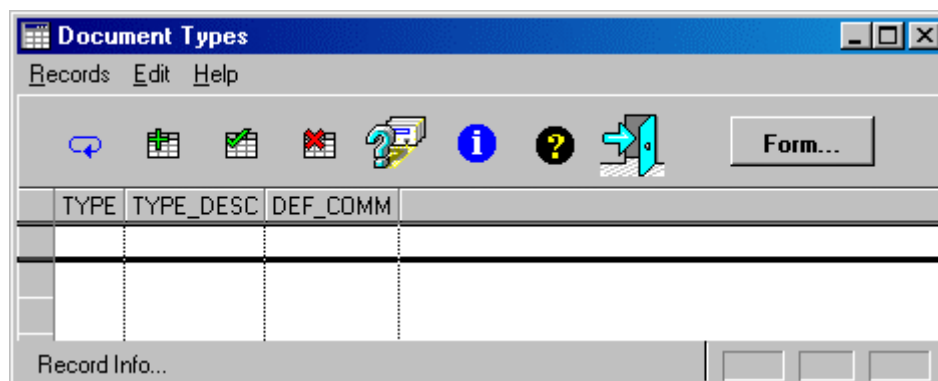 Document Types
Records Edit Help
Form...
TYPE TYPE_DESC DEF_COMM
Record Info...